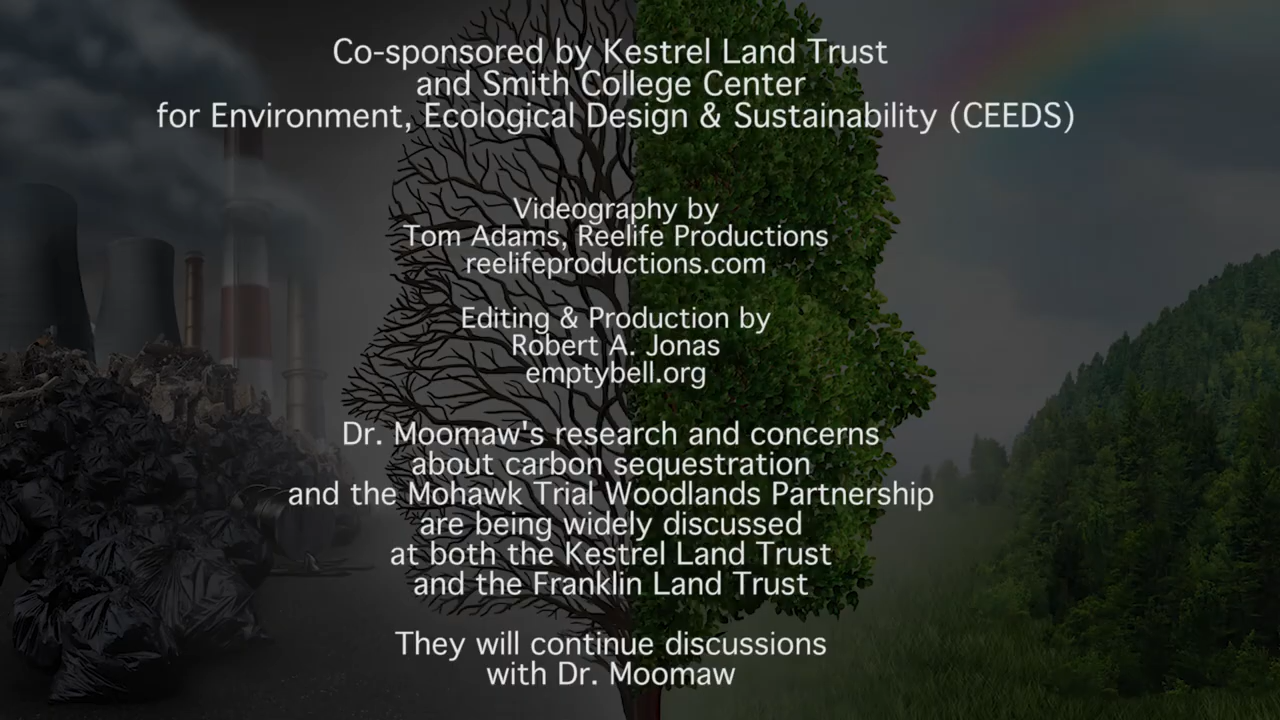 Co-sponsored by Kestrel Land Trust
and Smith College Center
for Environment, Ecological Design & Sustainability (CEEDS)
Videography by
Tom Adams, Reelife Productions
reelifeproductions.com
Editing & Production by
Robert A. Jonas
emptybell.org
Dr. Moomaw's research and concerns
about carbon sequestration
and the Mohawk Trial Woodlands Partnership
are being widely discussed
at both the Kestrel Land Trust
and the Franklin Land Trust
They will continue discussions
with Dr. Moomaw